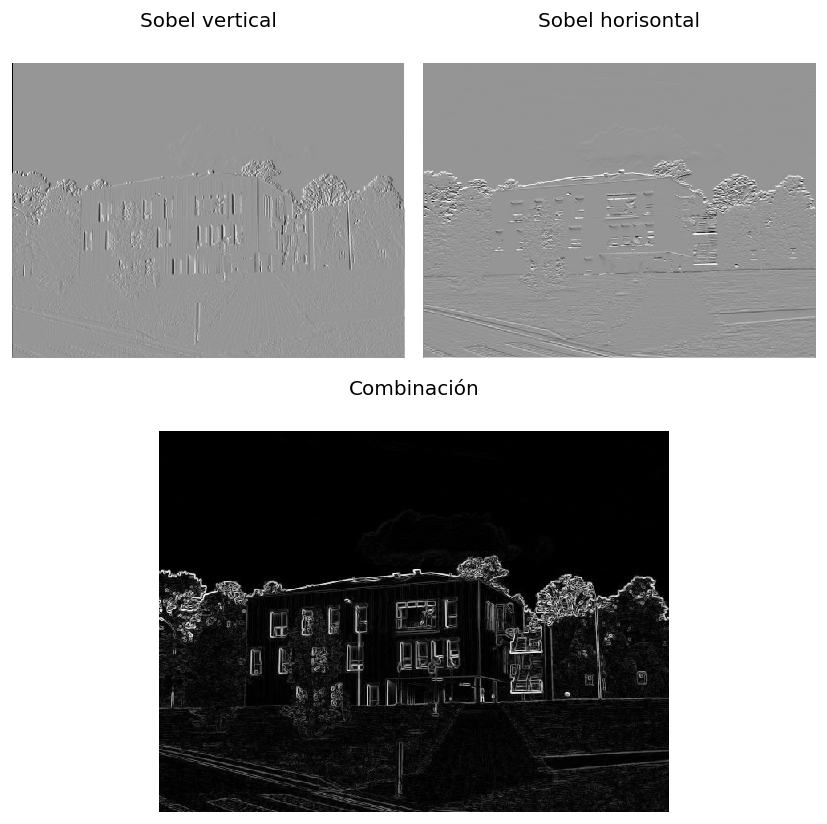 Sobel vertical
Sobel horisontal
Combinación